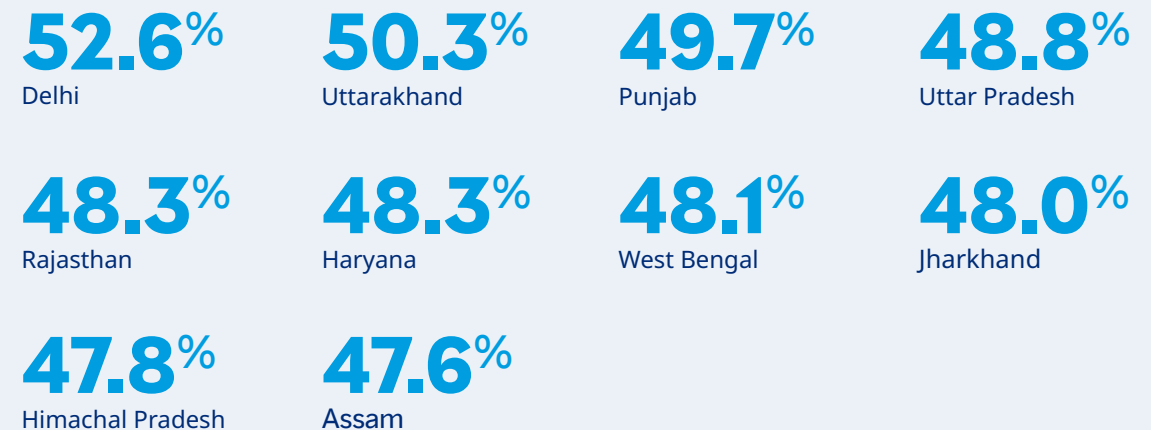 52.6% 50.3% 49.7% 48.8%
Delhi Uttarakhand Punjab Uttar Pradesh
48.3% 48.3% 48.1% 48.0%
Rajasthan Haryana West Bengal Jharkhand
47.8% 47.6%
Himachal Pradesh Assam